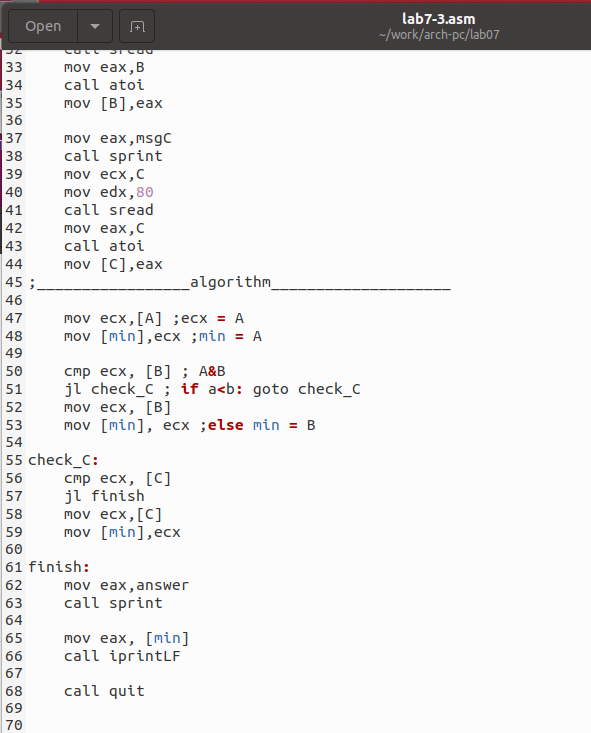 Open
lab7-3.asm
~/work/arch-pc/lab07
32 call sread
33 mov eax,B
34 call atoi
35 mov [B],eax
36
37 mov eax,msgC
38 call sprint
39 mov ecx,C
40 mov edx,80
41 call sread
42 mov eax,C
43 call atoi
44 mov [C],eax
45 ;_________________algorithm____________________
46
47 mov ecx,[A] ;ecx = A
48 mov [min],ecx ;min = A
49
50 cmp ecx, [B] ; A&B
51 jl check_C ; if a<b: goto check_C
52 mov ecx, [B]
53 mov [min], ecx ;else min = B
54
55 check_C:
56 cmp ecx, [C]
57 jl finish
58 mov ecx,[C]
59 mov [min],ecx
60
61 finish:
62 mov eax,answer
63 call sprint
64
65 mov eax, [min]
66 call iprintLF
67
68 call quit
69
70